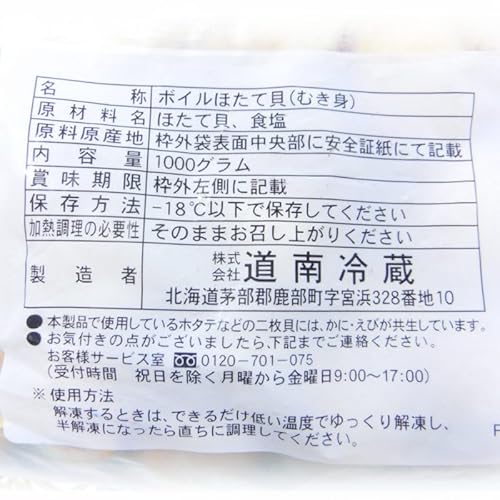 名称 ボイルほたて貝(むき身)
原材料名 ほたて貝、食塩
原料原産地 枠外袋表面中央部に安全証紙にて記載
内容量 1000グラム
賞味期限 枠外左側に記載
保存方法 -18℃以下で保存してください
加熱調理の必要性 そのままお召し上がりください
製造者 株式会社 道南冷蔵
北海道茅部郡鹿部町字宮浜328番地10
●本製品で使用しているホタテなどの二枚貝には、かに・えびが共生しています。
●お気付きの点がございましたら、下記までご連絡ください。
お客様サービス室 0120-701-075
(受付時間 祝日を除く月曜から金曜日9:00〜17:00)
※使用方法
解凍するときは、できるだけ低い温度でゆっくり解凍し、
半解凍になったら直ちに調理してください。